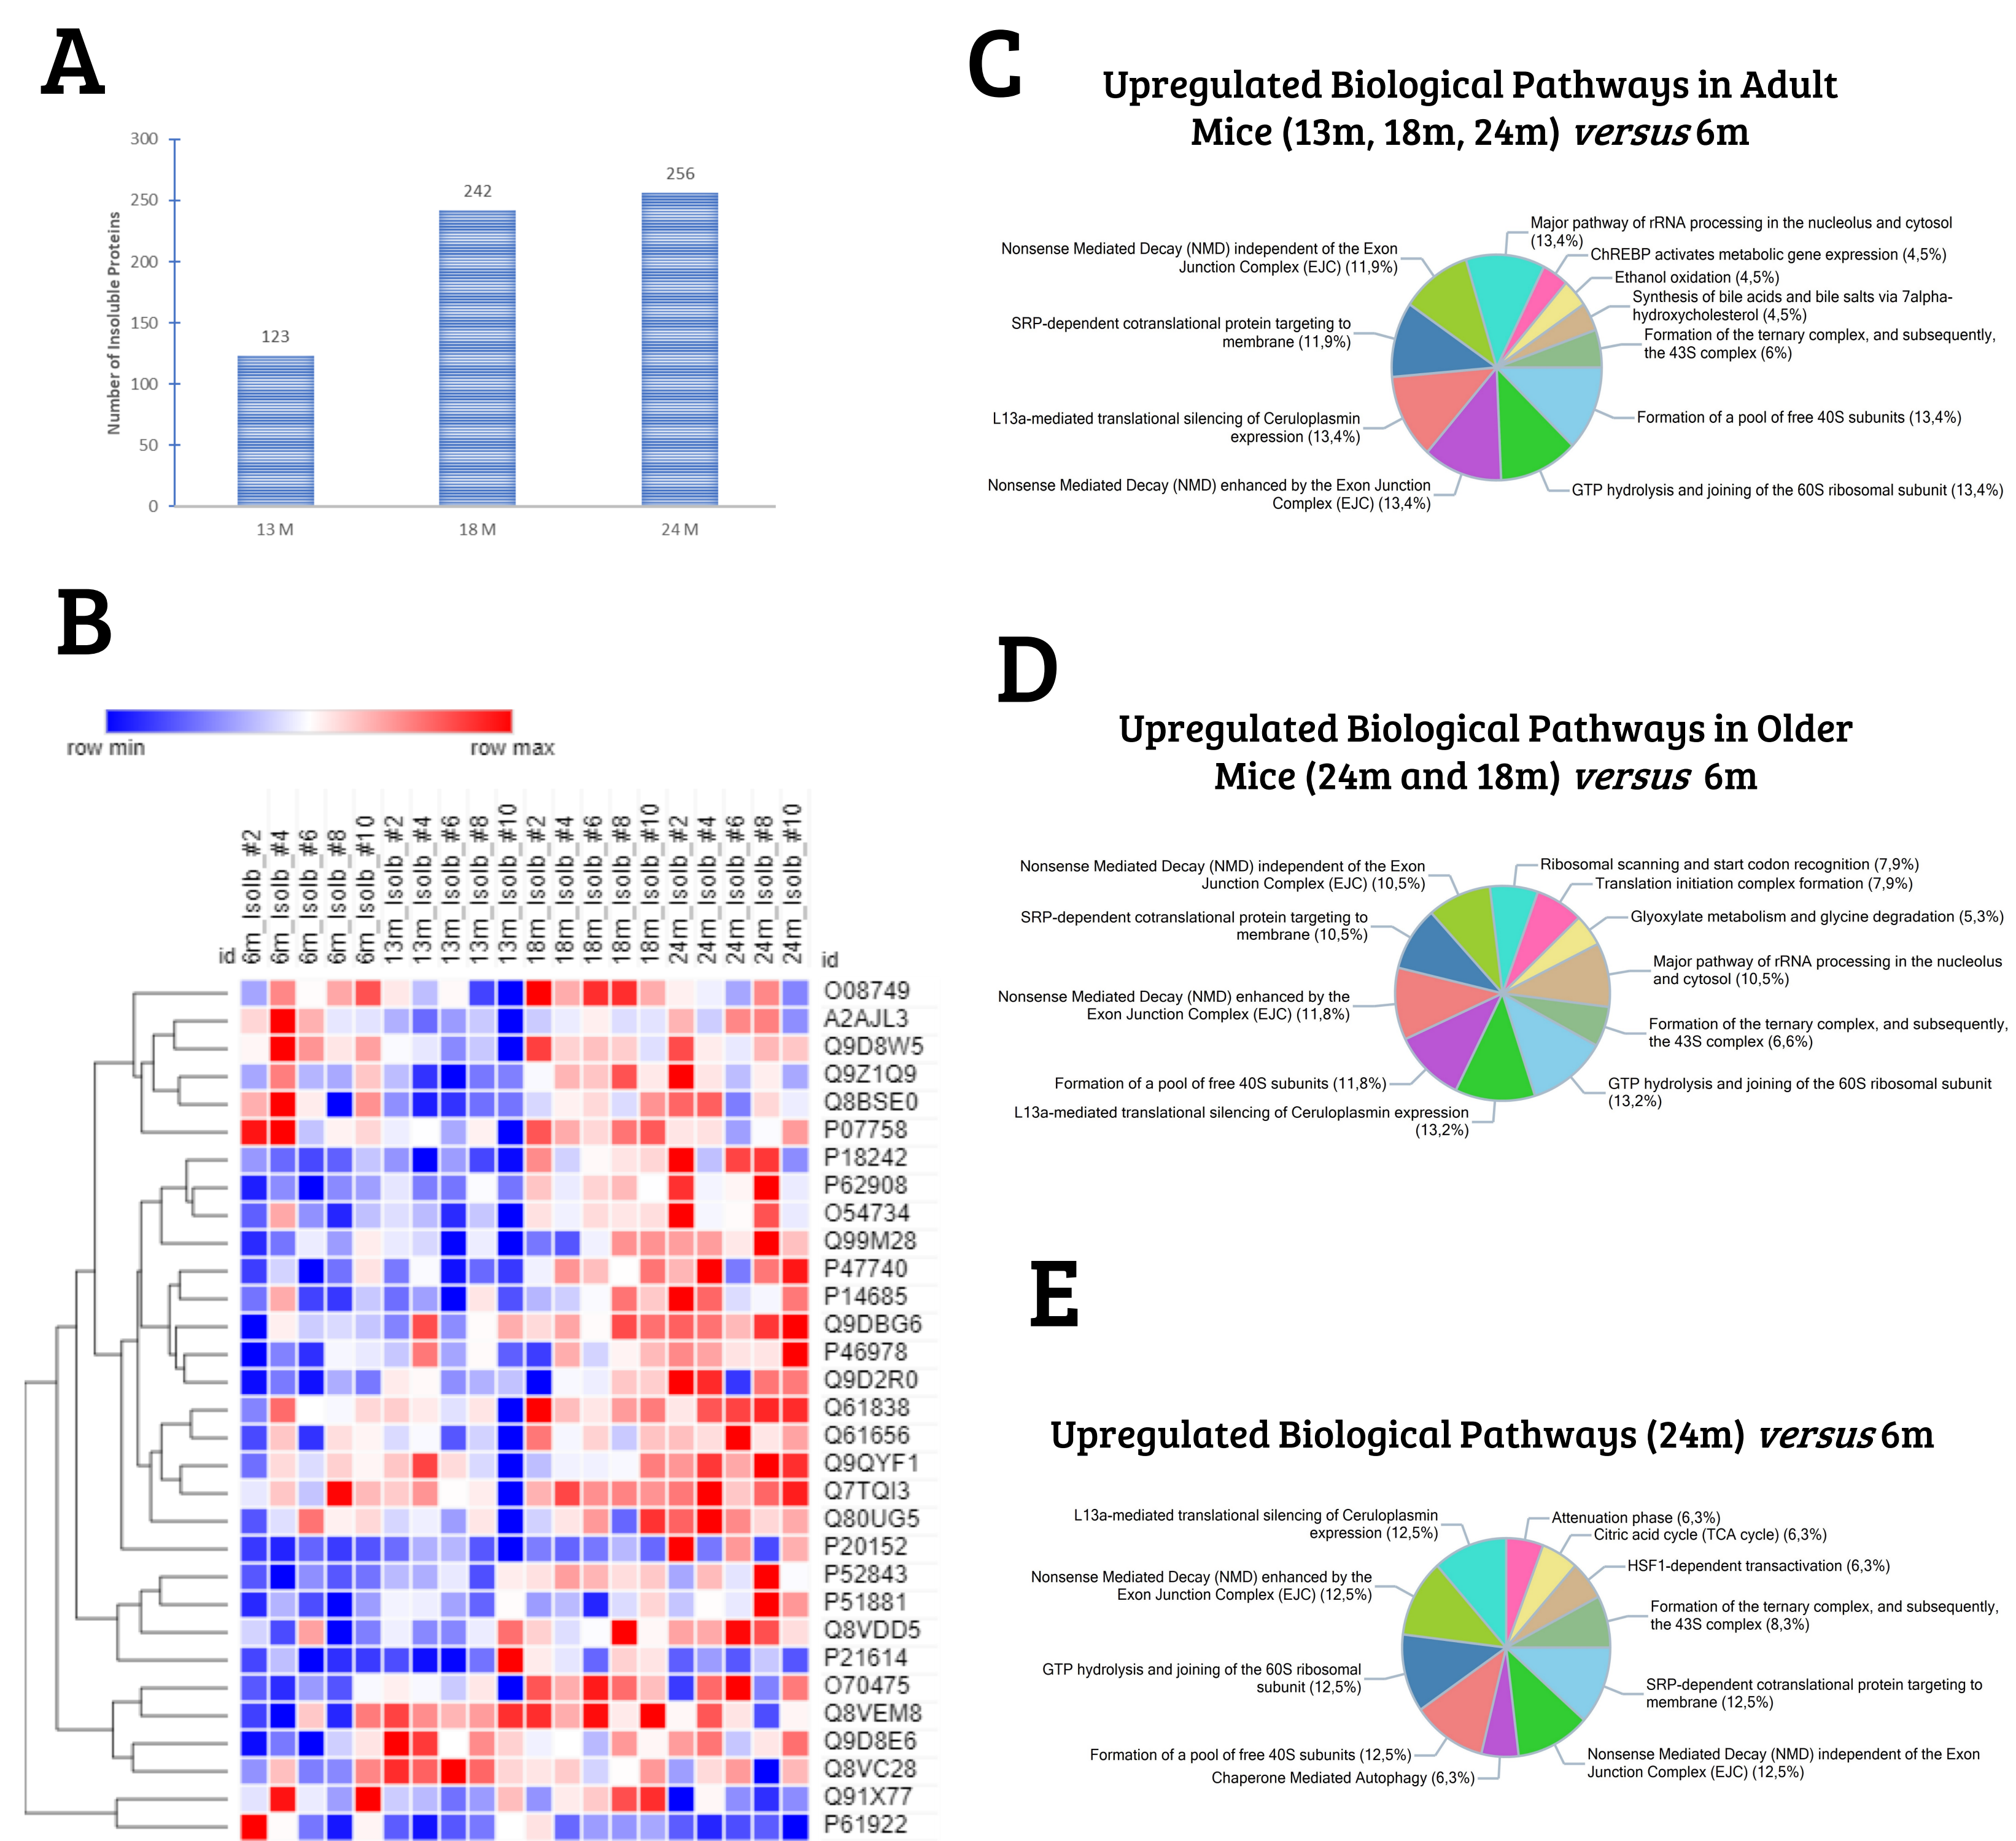 A
300
250
200
150
100
50
0
Number of Insoluble Proteins
123
242
256
13 M
18 M
24 M
B
row min
row max
id
6m_Isolb_#2
6m_Isolb_#4
6m_Isolb_#6
6m_Isolb_#8
6m_Isolb_#10
13m_Isolb_#2
13m_Isolb_#4
13m_Isolb_#6
13m_Isolb_#8
13m_Isolb_#10
18m_Isolb_#2
18m_Isolb_#4
18m_Isolb_#6
18m_Isolb_#8
18m_Isolb_#10
24m_Isolb_#2
24m_Isolb_#4
24m_Isolb_#6
24m_Isolb_#8
24m_Isolb_#10
id
O08749
A2AJL3
Q9D8W5
Q9Z1Q9
Q8BSE0
P07758
P18242
P62908
O54734
Q99M28
P47740
P14685
Q9DBG6
P46978
Q9D2R0
Q61838
Q61656
Q9QYF1
Q7TQI3
Q80UG5
P20152
P52843
P51881
Q8VDD5
P21614
O70475
Q8VEM8
Q9D8E6
Q8VC28
Q91X77
P61922
C
Upregulated Biological Pathways in Adult
Mice (13m, 18m, 24m) versus 6m
Major pathway of rRNA processing in the nucleolus and cytosol
(13,4%)
ChREBP activates metabolic gene expression (4,5%)
Ethanol oxidation (4,5%)
Synthesis of bile acids and bile salts via 7alpha-
hydroxycholesterol (4,5%)
Formation of the ternary complex, and subsequently,
the 43S complex (6%)
Formation of a pool of free 40S subunits (13,4%)
GTP hydrolysis and joining of the 60S ribosomal subunit (13,4%)
Nonsense Mediated Decay (NMD) enhanced by the Exon Junction
Complex (EJC) (13,4%)
L13a-mediated translational silencing of Ceruloplasmin
expression (13,4%)
SRP-dependent cotranslational protein targeting to
membrane (11,9%)
Nonsense Mediated Decay (NMD) independent of the Exon
Junction Complex (EJC) (11,9%)
D
Upregulated Biological Pathways in Older
Mice (24m and 18m) versus 6m
Ribosomal scanning and start codon recognition (7,9%)
Translation initiation complex formation (7,9%)
Glyoxylate metabolism and glycine degradation (5,3%)
Major pathway of rRNA processing in the nucleolus
and cytosol (10,5%)
Formation of the ternary complex, and subsequently,
the 43S complex (6,6%)
GTP hydrolysis and joining of the 60S ribosomal subunit
(13,2%)
L13a-mediated translational silencing of Ceruloplasmin expression
(13,2%)
Formation of a pool of free 40S subunits (11,8%)
Nonsense Mediated Decay (NMD) enhanced by the
Exon Junction Complex (EJC) (11,8%)
SRP-dependent cotranslational protein targeting to
membrane (10,5%)
Nonsense Mediated Decay (NMD) independent of the Exon
Junction Complex (EJC) (10,5%)
E
Upregulated Biological Pathways (24m) versus 6m
Attenuation phase (6,3%)
Citric acid cycle (TCA cycle) (6,3%)
HSF1-dependent transactivation (6,3%)
Formation of the ternary complex, and subsequently,
the 43S complex (8,3%)
SRP-dependent cotranslational protein targeting to
membrane (12,5%)
Nonsense Mediated Decay (NMD) independent of the Exon
Junction Complex (EJC) (12,5%)
Chaperone Mediated Autophagy (6,3%)
Formation of a pool of free 40S subunits (12,5%)
GTP hydrolysis and joining of the 60S ribosomal
subunit (12,5%)
Nonsense Mediated Decay (NMD) enhanced by the
Exon Junction Complex (EJC) (12,5%)
L13a-mediated translational silencing of Ceruloplasmin
expression (12,5%)